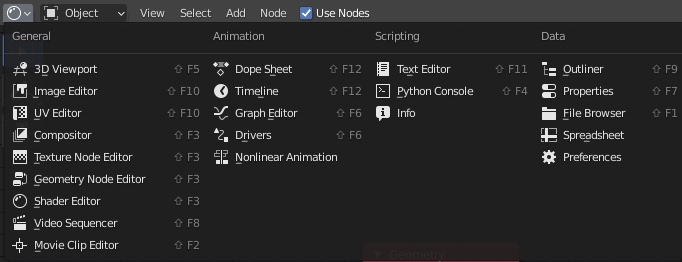 Object View Select Add Node Use Nodes
General
3D Viewport ⇧ F5
Image Editor ⇧ F10
UV Editor ⇧ F10
Compositor ⇧ F3
Texture Node Editor ⇧ F3
Geometry Node Editor ⇧ F3
Shader Editor ⇧ F3
Video Sequencer ⇧ F8
Movie Clip Editor ⇧ F2
Animation
Dope Sheet ⇧ F12
Timeline ⇧ F12
Graph Editor ⇧ F6
Drivers ⇧ F6
Nonlinear Animation
Scripting
Text Editor ⇧ F11
Python Console ⇧ F4
Info
Data
Outliner ⇧ F9
Properties ⇧ F7
File Browser ⇧ F1
Spreadsheet
Preferences
Geometry